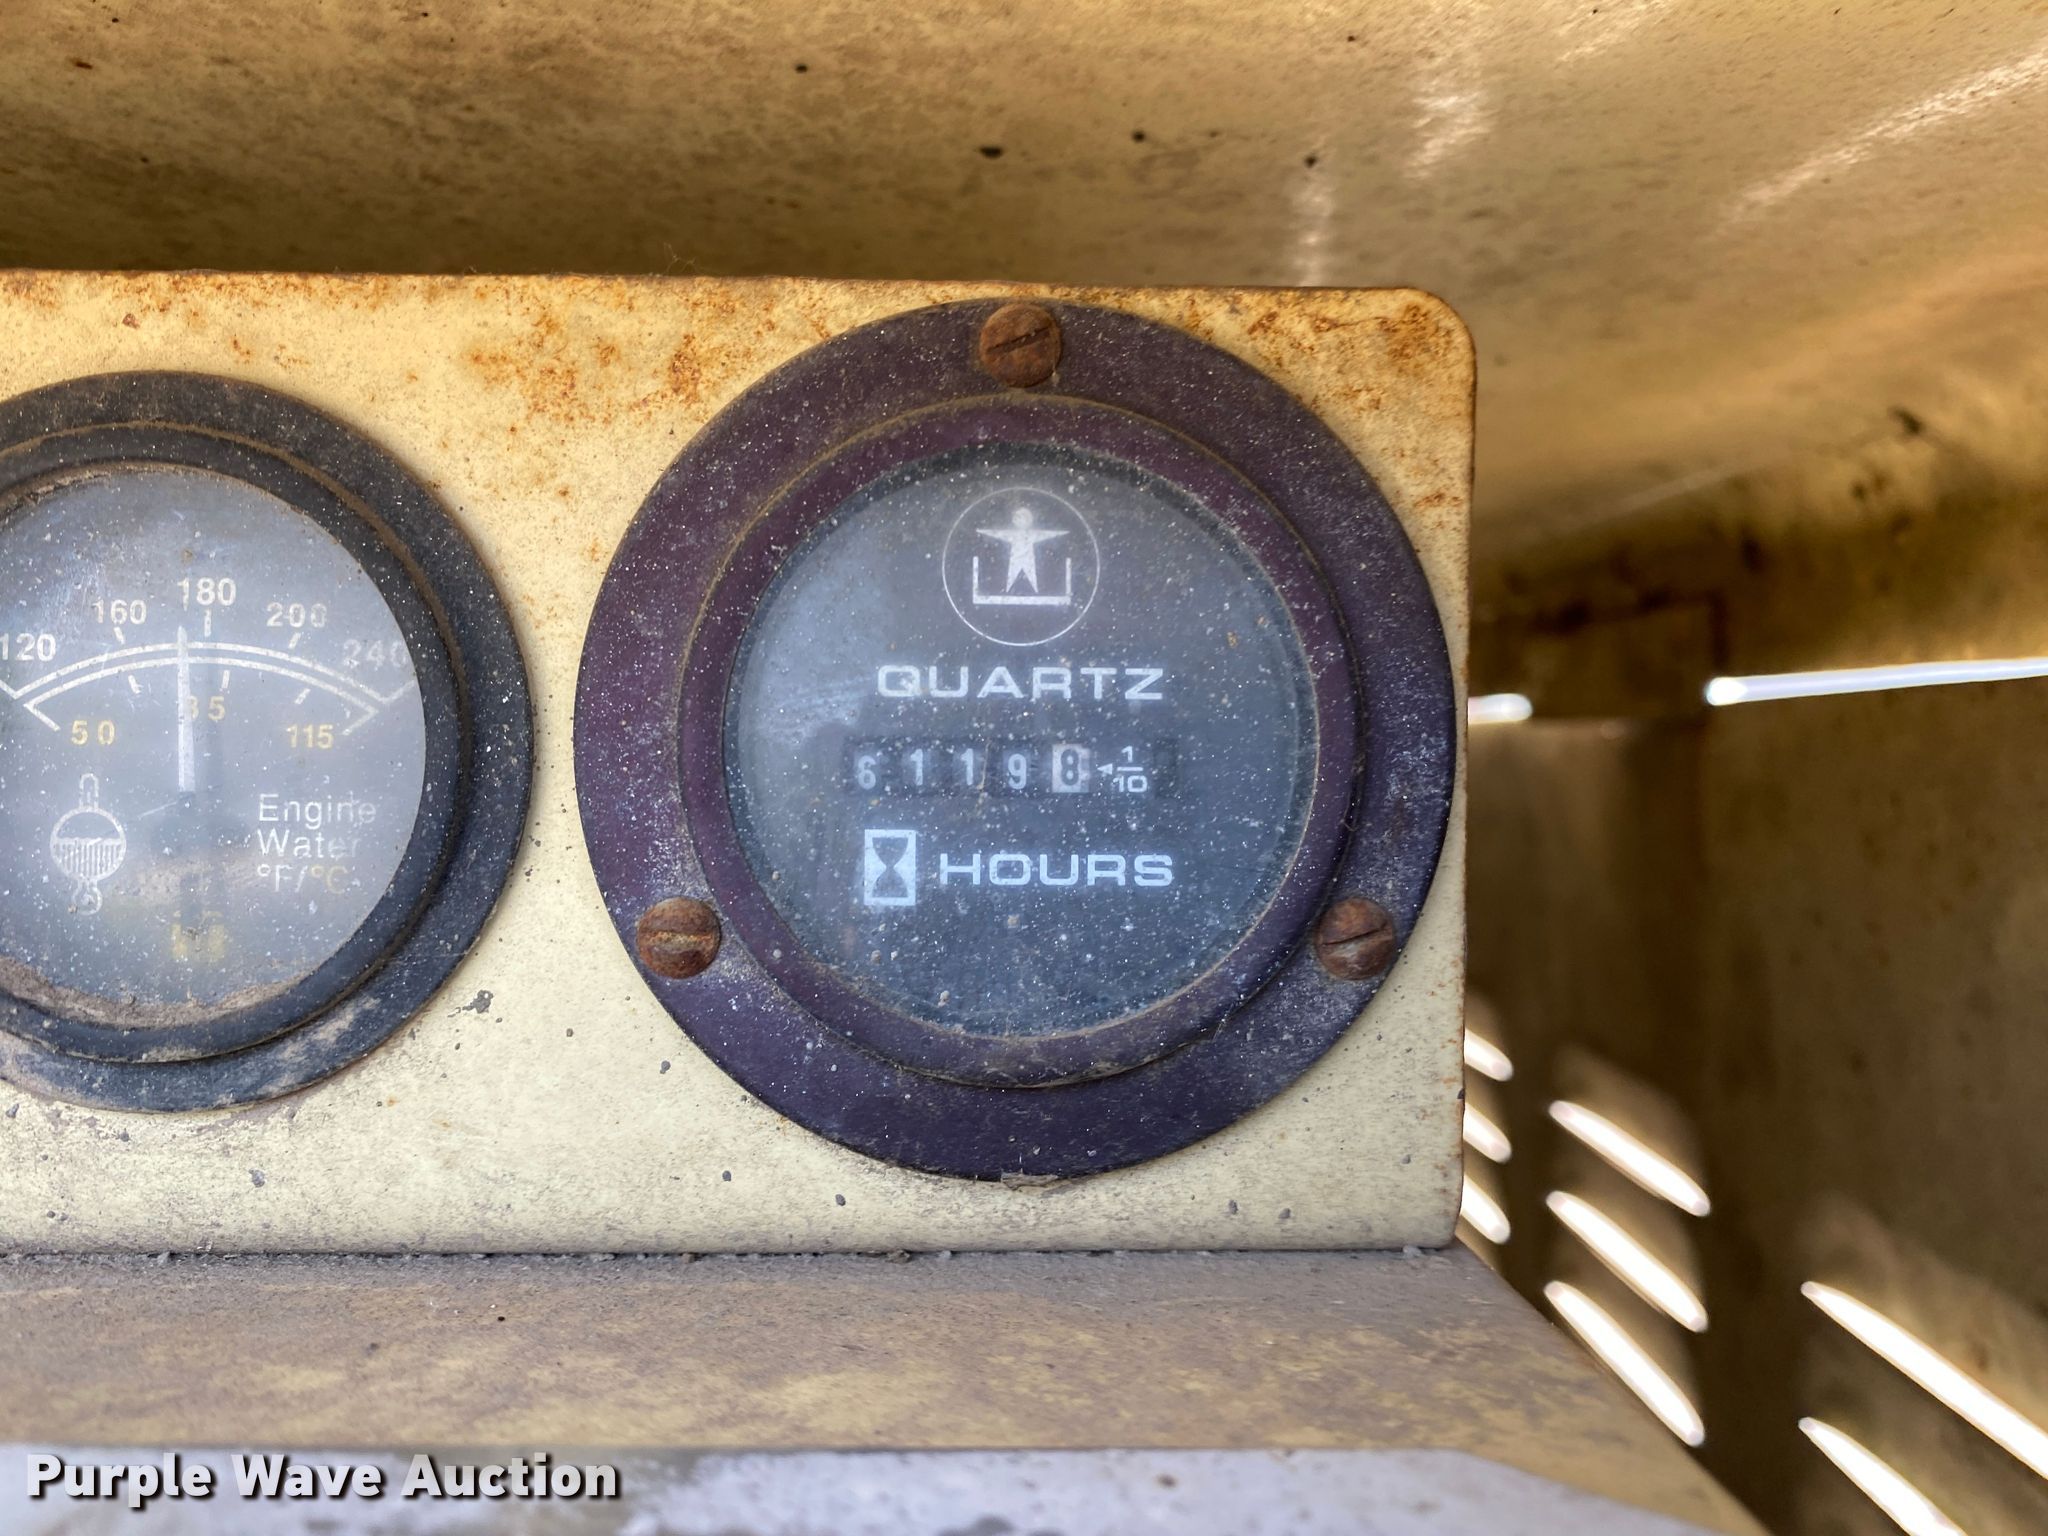 120 160 180 200 240
50 85 115
Engine
Water
°F/°C
QUARTZ
6 1 1 9 8 1/10
HOURS
Purple Wave Auction